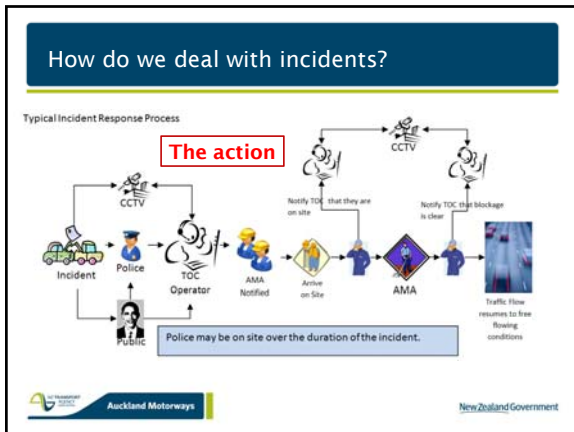 How do we deal with incidents?
Typical Incident Response Process
The action
CCTV
CCTV
Notify TOC that they are
on site
Notify TOC that blockage
is clear
Incident
Police
TOC
Operator
AMA
Notified
Arrive
on Site
AMA
Traffic flow
resumes to free
flowing
conditions
Public
Police may be on site over the duration of the incident.
NZ TRANSPORT
AGENCY
Auckland Motorways
New Zealand Government